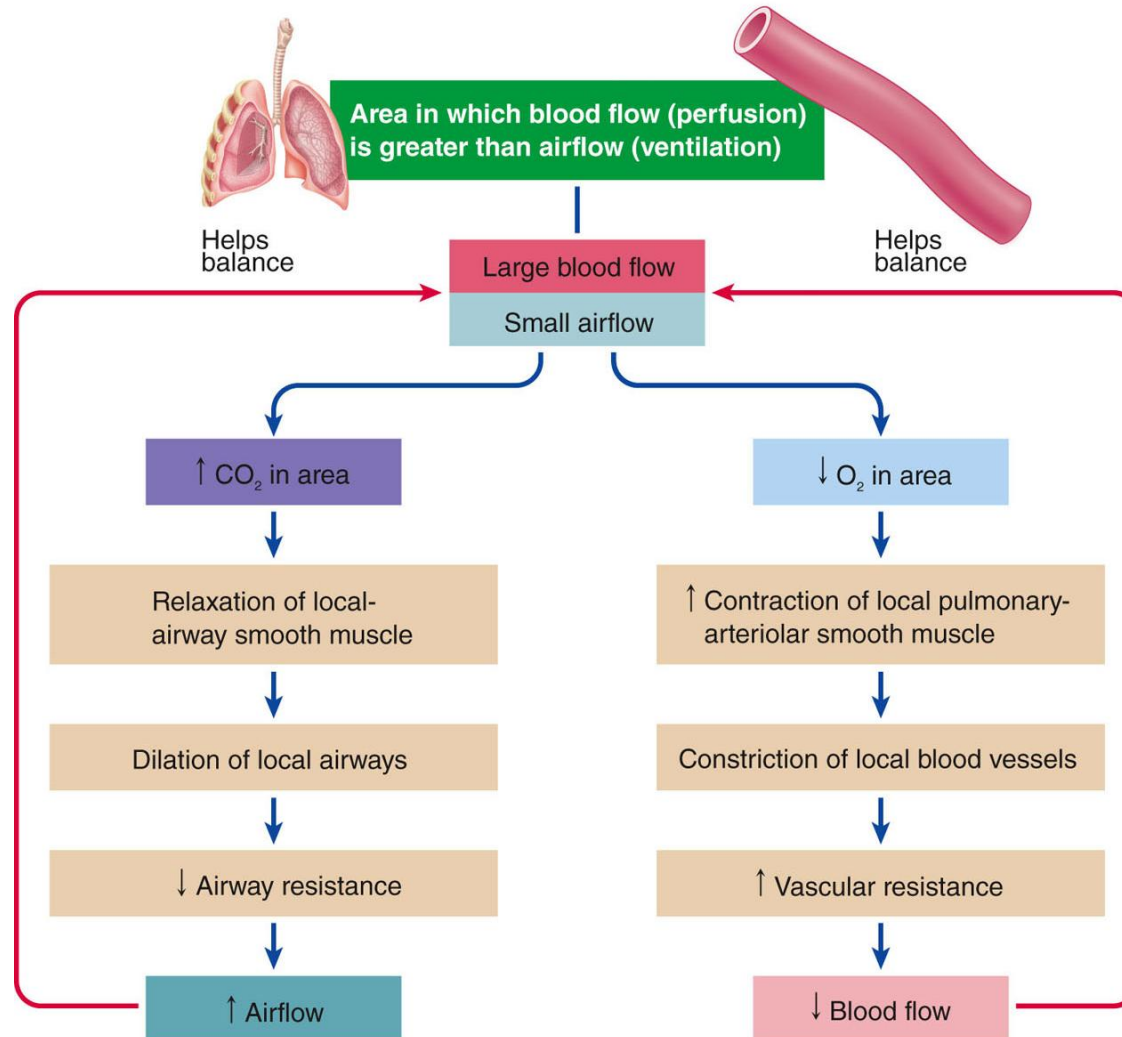 Area in which blood flow (perfusion)
is greater than airflow (ventilation)
Helps
balance
Helps
balance
Large blood flow
Small airflow
↑ CO₂ in area
↓ O₂ in area
Relaxation of local-
airway smooth muscle
↑ Contraction of local pulmonary-
arteriolar smooth muscle
Dilation of local airways
Constriction of local blood vessels
↓ Airway resistance
↑ Vascular resistance
↑ Airflow
↓ Blood flow